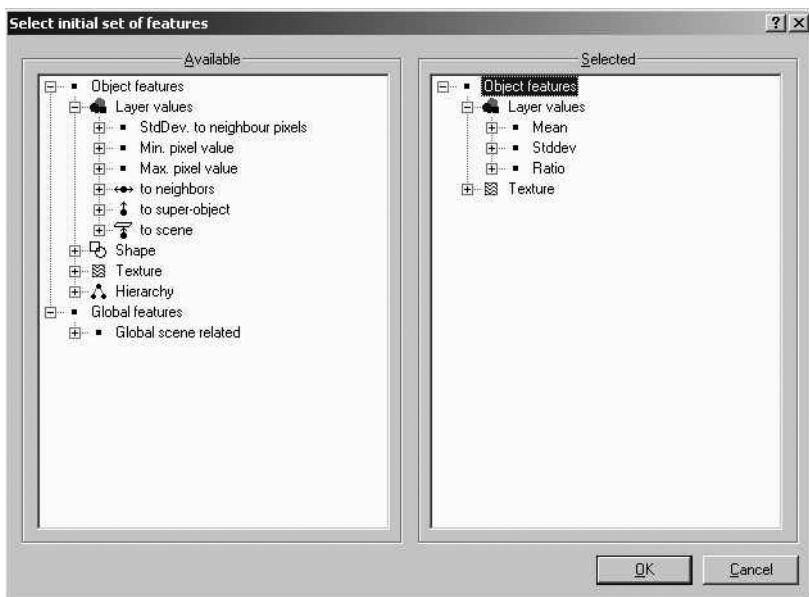 Select initial set of features
Available
Object features
Layer values
StdDev. to neighbour pixels
Min. pixel value
Max. pixel value
to neighbors
to super-object
to scene
Shape
Texture
Hierarchy
Global features
Global scene related
Selected
Object features
Layer values
Mean
Stddev
Ratio
Texture
OK
Cancel